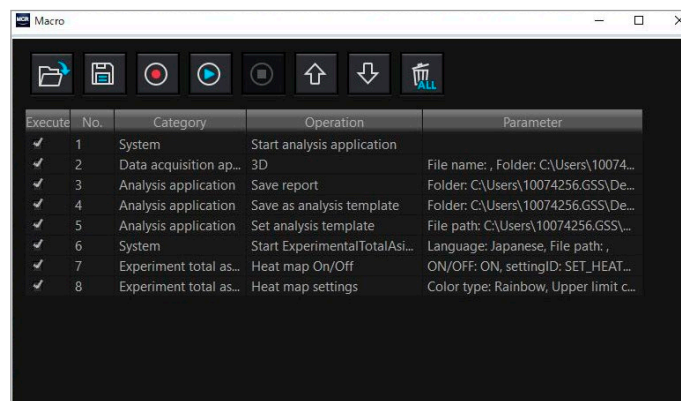 Macro
ALL
Execute No. Category Operation Parameter
1 System Start analysis application
2 Data acquisition ap... 3D File name: , Folder: C:\Users\10074...
3 Analysis application Save report Folder: C:\Users\10074256.GSS\De...
4 Analysis application Save as analysis template Folder: C:\Users\10074256.GSS\De...
5 Analysis application Set analysis template File path: C:\Users\10074256.GSS\...
6 System Start ExperimentalTotalAsi... Language: Japanese, File path: ,
7 Experiment total as... Heat map On/Off ON/OFF: ON, settingID: SET_HEAT...
8 Experiment total as... Heat map settings Color type: Rainbow, Upper limit c...